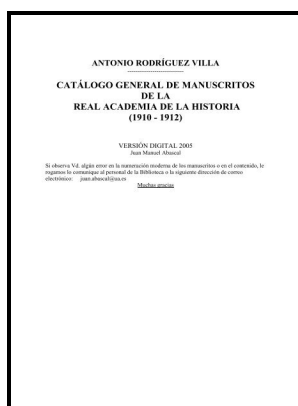 ANTONIO RODRÍGUEZ VILLA
CATÁLOGO GENERAL DE MANUSCRITOS
DE LA
REAL ACADEMIA DE LA HISTORIA
(1910 - 1912)
VERSIÓN DIGITAL 2005
Juan Manuel Abascal
Si observa Vd. algún error en la numeración moderna de los manuscritos o en el contenido, le
rogamos lo comunique al personal de la Biblioteca o la siguiente dirección de correo
electrónico: juan.abascal@ua.es
Muchas gracias